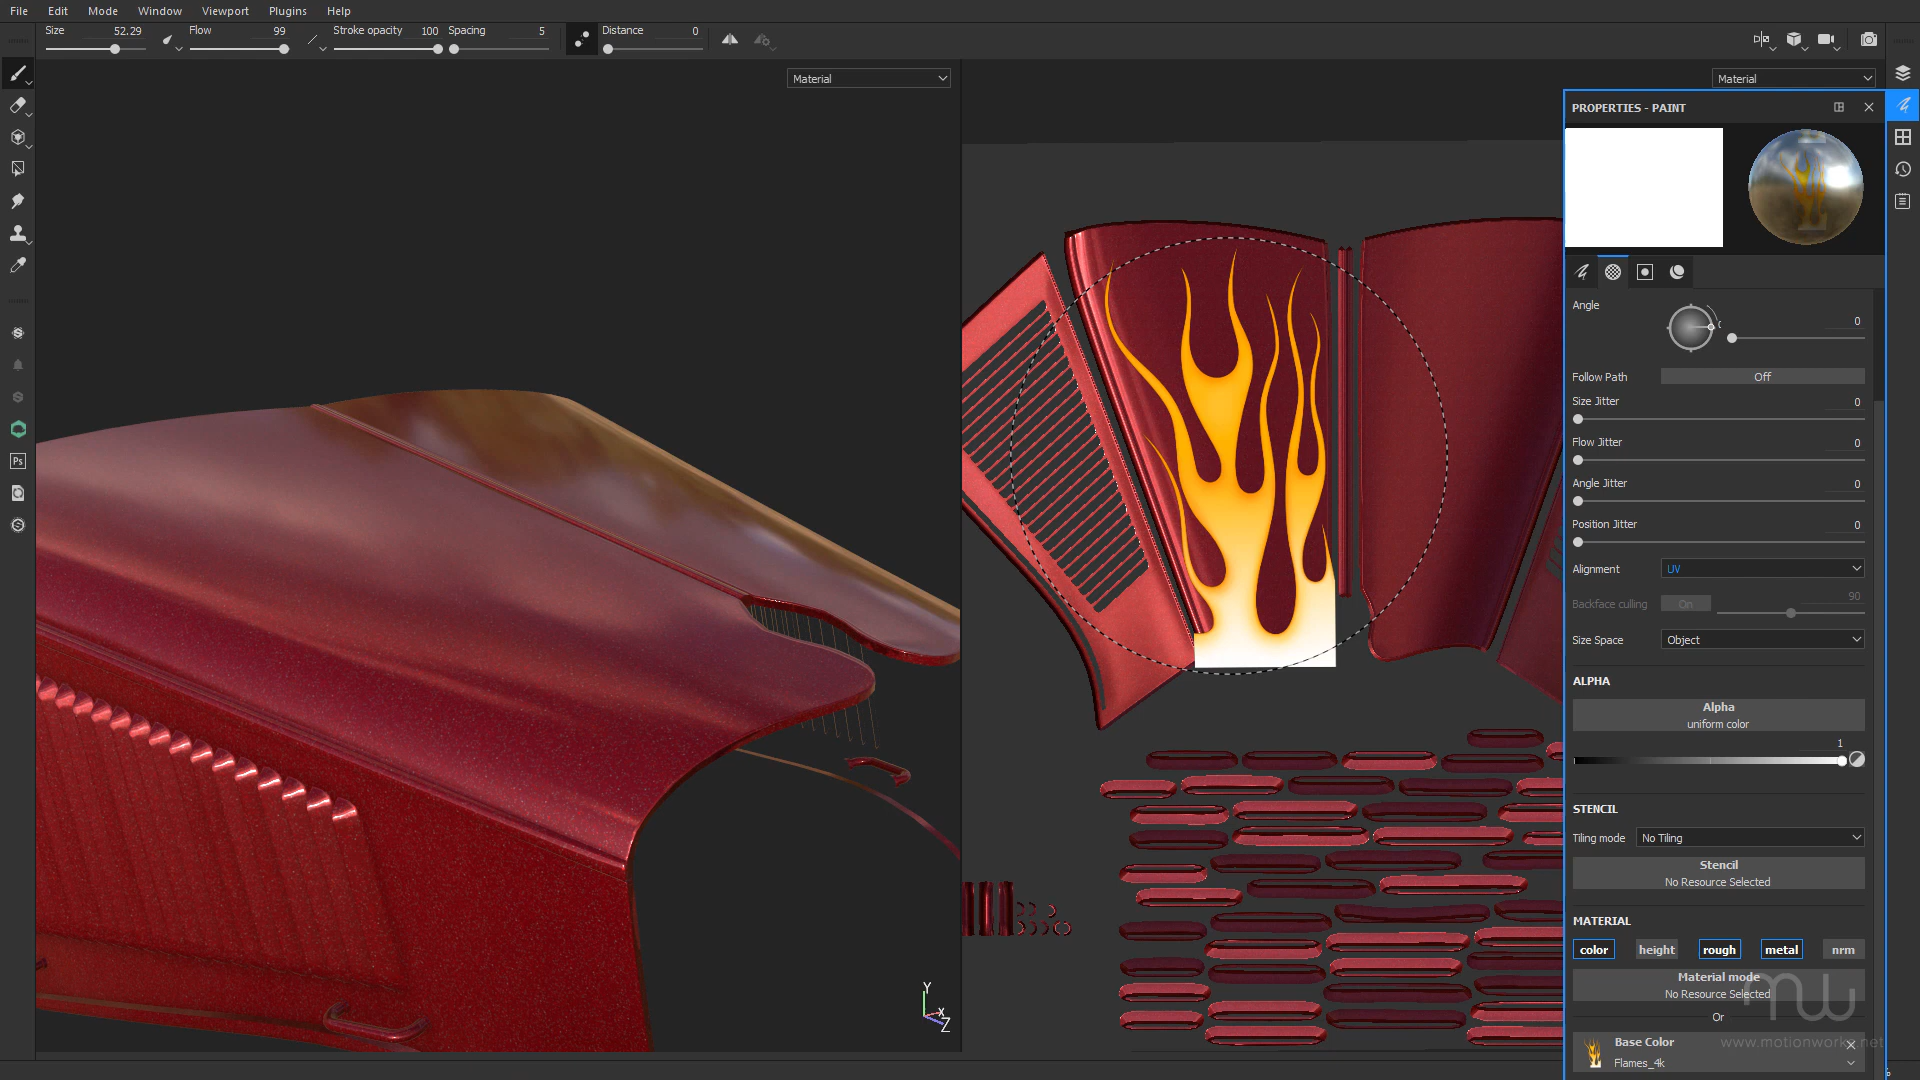 File Edit Mode Window Viewport Plugins Help
Size 52.29 Flow 99 Stroke opacity 100 Spacing 5 Distance 0
Material
Material
PROPERTIES - PAINT
Angle
0
Follow Path Off
Size Jitter 0
Flow Jitter 0
Angle Jitter 0
Position Jitter 0
Alignment UV
Backface culling On 90
Size Space Object
ALPHA
Alpha
uniform color
1
STENCIL
Tiling mode No Tiling
Stencil
No Resource Selected
MATERIAL
color height rough metal nrm
Material mode
No Resource Selected
Or
Base Color
Flames_4k
mw
www.motionworks.net
Ps
Y
X
Z